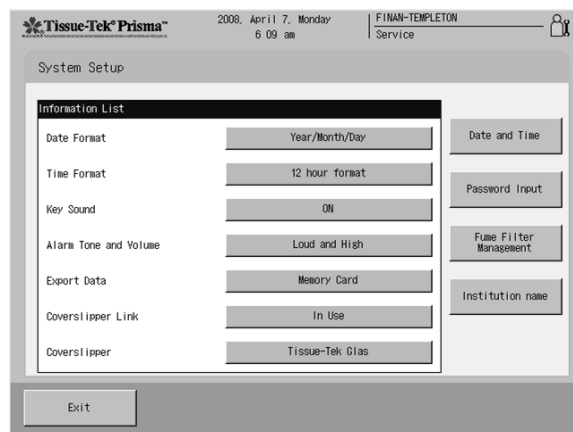 Tissue-Tek® Prisma™
2008, April 7, Monday
6 09 am
FINAN-TEMPLETON
Service
System Setup
Information List
Date Format
Year/Month/Day
Time Format
12 hour format
Key Sound
ON
Alarm Tone and Volume
Loud and High
Export Data
Memory Card
Coverslipper Link
In Use
Coverslipper
Tissue-Tek Glas
Date and Time
Password Input
Fume Filter
Management
Institution name
Exit